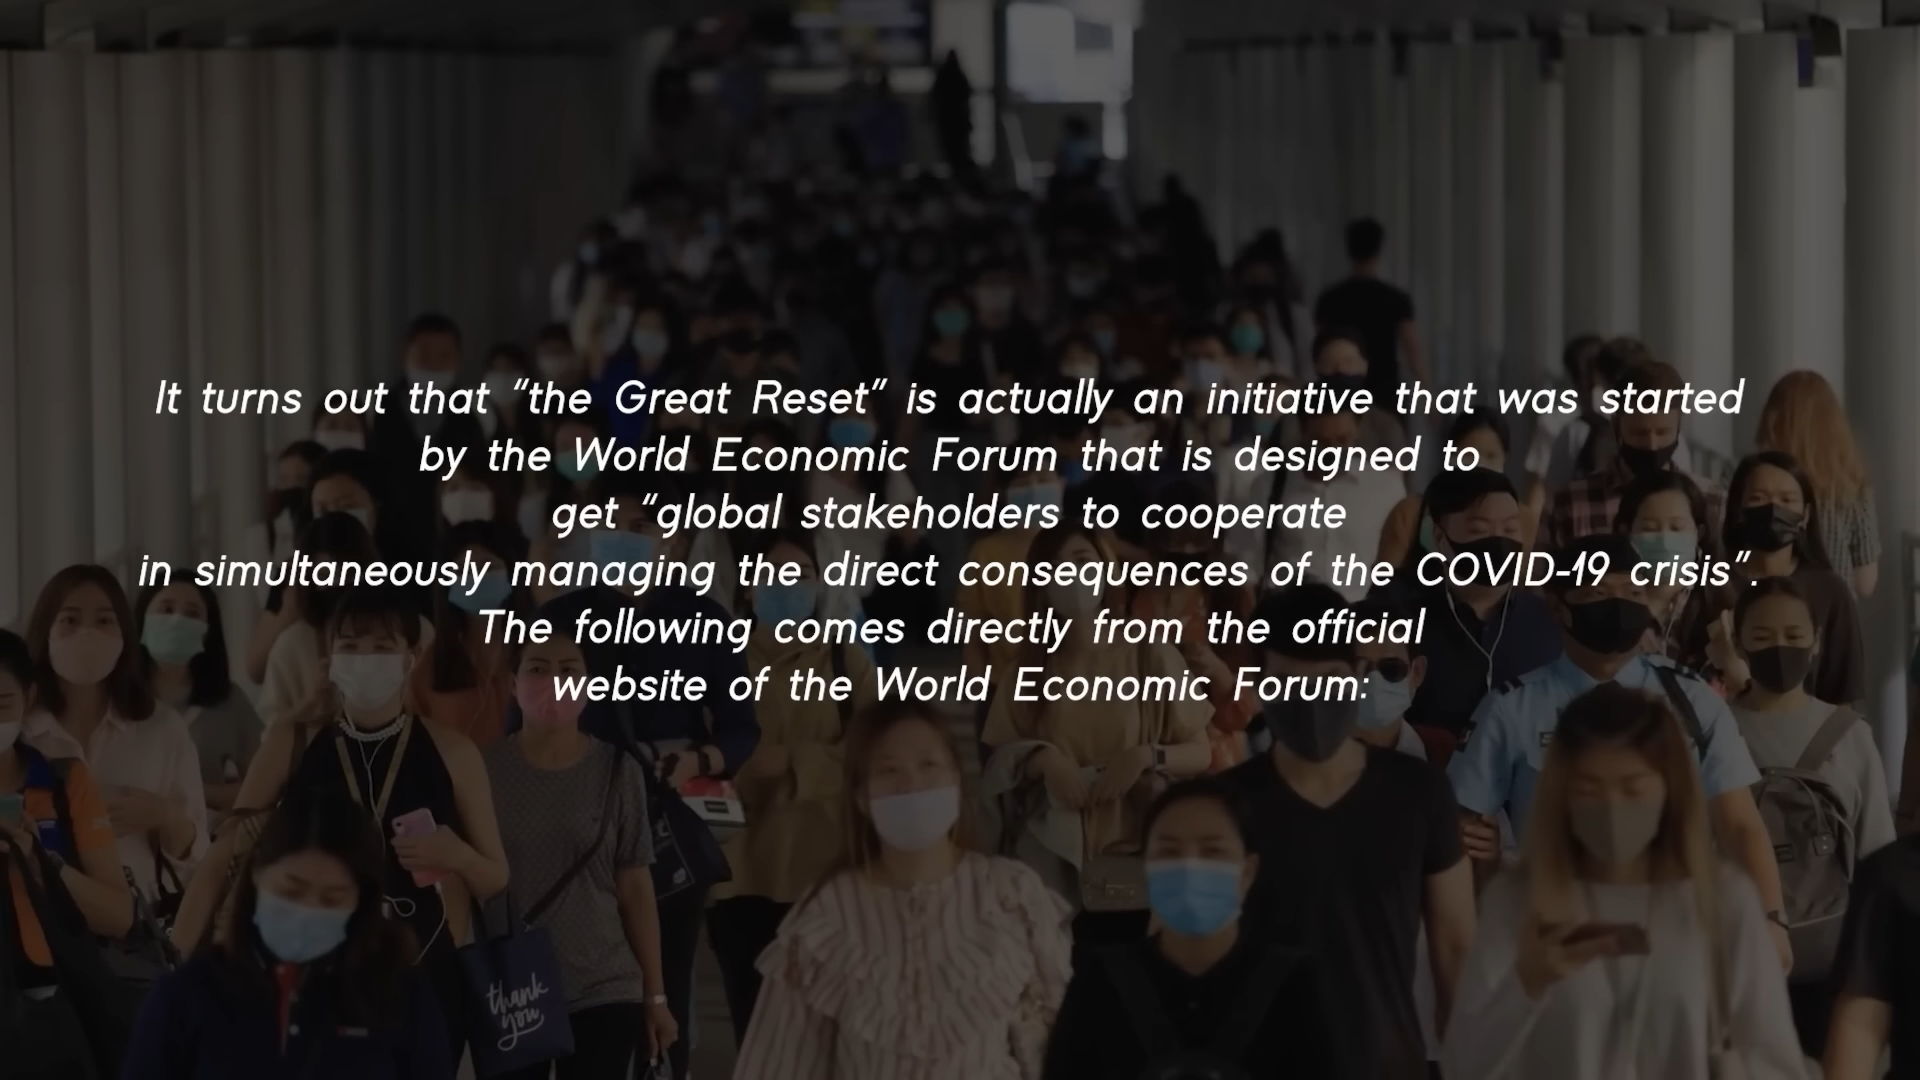 It turns out that “the Great Reset” is actually an initiative that was started
by the World Economic Forum that is designed to
get “global stakeholders to cooperate
in simultaneously managing the direct consequences of the COVID-19 crisis”.
The following comes directly from the official
website of the World Economic Forum:
thank
you